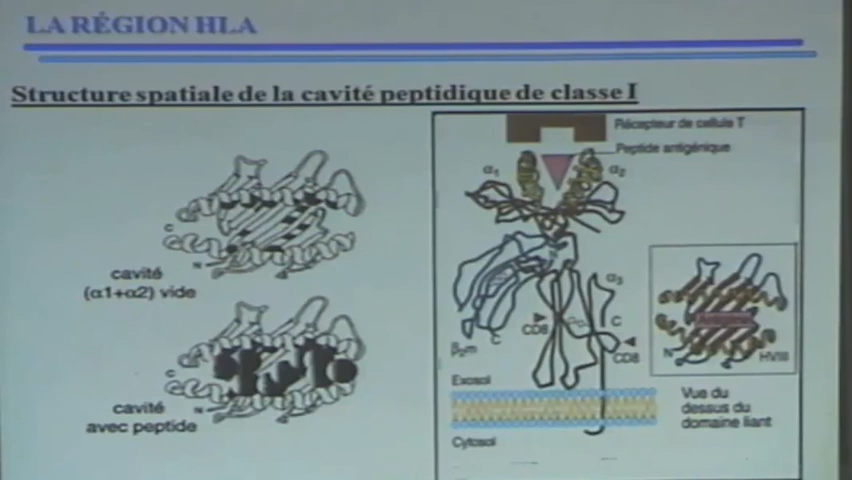 LA RÉGION HLA
Structure spatiale de la cavité peptidique de classe I
Récepteur de cellule T
Peptide antigénique
α1
α2
C
N
cavité
(α1+α2) vide
α3
C
CD8
CD8
β2m
C
N
HVIII
C
N
cavité
avec peptide
Exosol
Cytosol
Vue du
dessus du
domaine liant